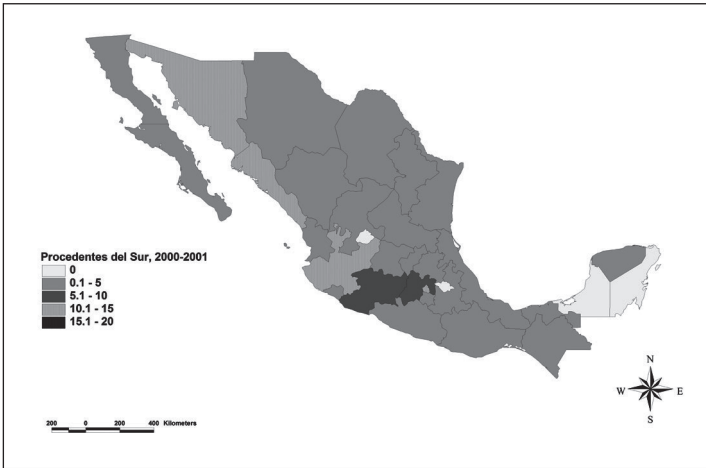 Procedentes del Sur, 2000-2001
0
0.1 - 5
5.1 - 10
10.1 - 15
15.1 - 20
N
W E
S
200 0 200 400 Kilometers